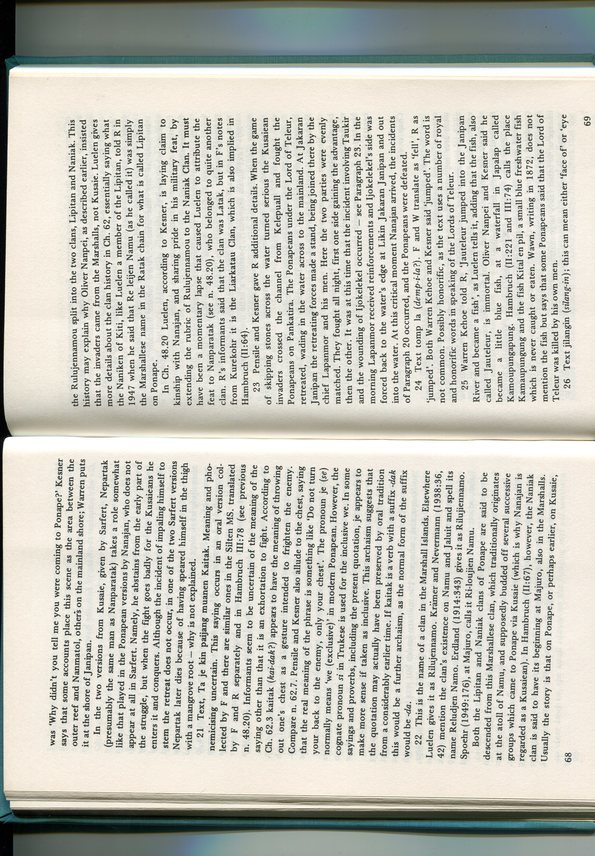 was 'Why didn't you tell me you were coming to Ponape?' Kesner
says that some accounts place this scene as the area between the
outer reef and Nanmatol, others on the mainland shore; Warren puts
it at the shore of Janipan.
In the two versions from Kusaie, given by Sarfert, Nepartak
(presumably the same man as Nanparatak) takes a role somewhat
like that played in the Ponapean versions by Nanajan, who does not
appear at all in Sarfert. Namely, he abstains from the early part of
the struggle, but when the fight goes badly for the Kusaieans he
enters it and conquers. Although the incident of impaling himself to
stem the retreat does not occur, in one of the two Sarfert versions
Nepartak later dies because of having speared himself in the thigh
with a mangrove root — why is not explained.
21 Text, Ta je kin paijang muanen Kaitak. Meaning and pho-
nemicising uncertain. This saying occurs in an oral version col-
lected by F and there are similar ones in the Silten MS. translated
by F and R separately and in Hambruch III:78 (see previous
n. 48.20). Informants seem to be uncertain of the meaning of the
saying other than that it is an exhortation to fight. According to
Ch. 62.3 kaitak (kai-dak?) appears to have the meaning of throwing
out one's chest as a gesture intended to frighten the enemy.
Compare n. 62.7. Pensile and Kesner also allude to the chest, saying
that the real meaning of the phrase is something like 'Do not turn
your back to the enemy, only your chest'. The pronoun je (se)
normally means 'we (exclusive)' in modern Ponapean. However, the
cognate pronoun si in Trukese is used for the inclusive we. In some
sayings and proverbs, including the present quotation, je appears to
make more sense if taken as inclusive. This archaism suggests that
the quotation may actually have been preserved by oral tradition
from a considerably earlier time. If kaitak is a verb with a suffix -dak
this would be a further archaism, as the normal form of the suffix
would be -da.
22 This is the name of a clan in the Marshall Islands. Elsewhere
Luelen gives it as Rilujennamo. Krämer and Nevermann (1938:36,
42) mention the clan's existence on Namu and Jaluit and spell its
name Reludjen Namo. Erdland (1914:343) gives it as Rilujiennamo.
Spoehr (1949:176), at Majuro, calls it Ri-loujien Namu.
Both the Lipitan and Naniak clans of Ponape are said to be
descended from this Marshallese clan, which traditionally originates
at the atoll of Namu, and supposedly budded off several successive
groups which came to Ponape via Kusaie (which is why Nanajan is
regarded as a Kusaiean). In Hambruch (II:67), however, the Naniak
clan is said to have its beginning at Majuro, also in the Marshalls.
Usually the story is that on Ponape, or perhaps earlier, on Kusaie,
68
the Rulujennamou split into the two clans, Lipitan and Naniak. This
history may explain why Oliver Nanpei, as described earlier, insisted
that the invaders came from the Marshalls, not Kusaie. Luelen gives
more details about the clan history in Ch. 62, essentially saying what
the Naniken of Kiti, like Luelen a member of the Lipitan, told R in
1947 when he said that Re leijen Namu (as he called it) was simply
the Marshallese name in the Ratak chain for what is called Lipitan
on Ponape.
In Ch. 48.20 Luelen, according to Kesner, is laying claim to
kinship with Nanajan, and sharing pride in his military feat, by
extending the rubric of Rulujennamou to the Naniak Clan. It must
have been a momentary lapse that caused Luelen to attribute the
feat to Nanparatak (see n. 48.20), who belonged to quite another
clan. R's informants said that the clan was Latak, but in F's notes
from Kurekohr it is the Liarkatau Clan, which is also implied in
Hambruch (II:64).
23 Pensile and Kesner gave R additional details. When the game
of skipping stones across the water turned serious the Kusaiean
invaders crossed the channel from Kelepuall and fought the
Ponapeans on Pankatira. The Ponapeans under the Lord of Teleur,
retreated, wading in the water across to the mainland. At Jakaran
Janipan the retreating forces made a stand, being joined there by the
chief Lapanmor and his men. Here the two parties were evenly
matched. They fought all night, first one side gaining the advantage,
then the other. It was at this time that the incident involving Taukir
and the wounding of Ijokelekel occurred — see Paragraph 23. In the
morning Lapanmor received reinforcements and Ijokelekel's side was
forced back to the water's edge at Likin Jakaran Janipan and out
into the water. At this critical moment Nanajan arrived, the incidents
of Paragraph 20 occurred, and the Ponapeans were defeated.
24 Text tomp la (demp-i-la?). F and W translate as 'fell', R as
'jumped'. Both Warren Kehoe and Kesner said 'jumped'. The word is
not common. Possibly honorific, as the text uses a number of royal
and honorific words in speaking of the Lords of Teleur.
25 Warren Kehoe told R, 'Jauteleur jumped into the Janipan
River and became a fish', as Luelen tells it, adding that the fish, also
called Jauteleur, is immortal. Oliver Nanpei and Kesner said he
became a little blue fish, at a waterfall in Japalap called
Kamoupungapung. Hambruch (II:221 and III:74) calls the place
Kamaupungung and the fish Kital en pil, a small blue freshwater fish
which is never caught or eaten. Wawn, writing in 1872, does not
mention the fish but says that some Ponapeans said that the Lord of
Teleur was killed by his own men.
26 Text jilangin (silang-in); this can mean either 'face of' or 'eye
69